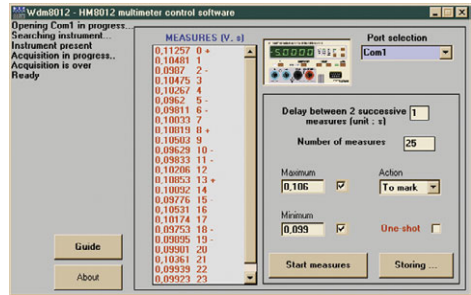 Wdm8012 - HM8012 multimeter control software
Opening Com1 in progress
Searching instrument...
Instrument present
Acquisition in progress..
Acquisition is over
Ready
MEASURES (V. s)
0,11257 0 +
0,10481 1
0,0987 2 -
0,10475 3
0,10267 4
0,0962 5 -
0,09811 6 -
0,10033 7
0,10819 8 +
0,10503 9
0,09629 10 -
0,09833 11 -
0,10206 12
0,10853 13 +
0,10092 14
0,09776 15 -
0,10531 16
0,10174 17
0,09753 18 -
0,09895 19 -
0,09901 20
0,10361 21
0,09939 22
0,09923 23
Port selection
Com1
Delay between 2 successive
measures (unit : s)
1
Number of measures
25
Maximum
0,106
Action
To mark
Minimum
0,099
One-shot
Start measures
Storing ...
Guide
About